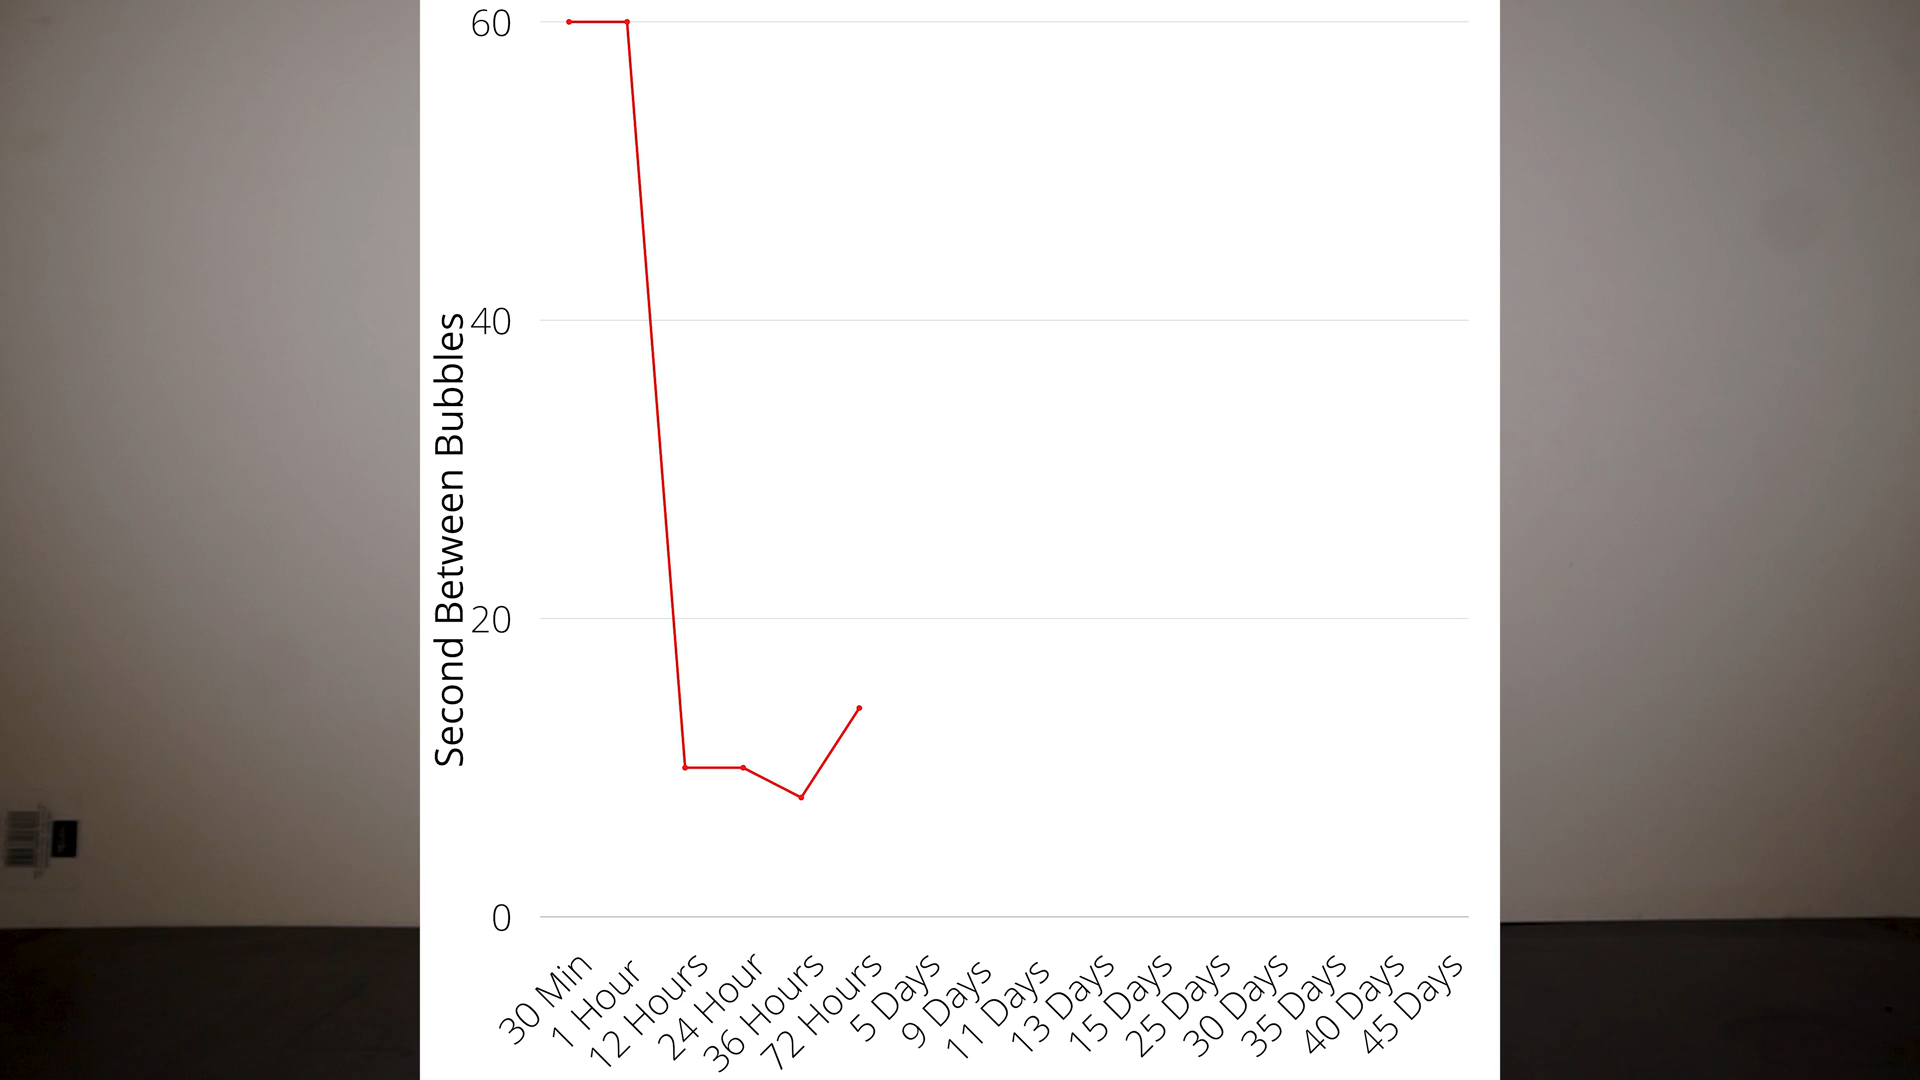 60
40
20
0
Second Between Bubbles
30 Min
1 Hour
12 Hours
24 Hour
36 Hours
72 Hours
5 Days
9 Days
11 Days
13 Days
15 Days
25 Days
30 Days
35 Days
40 Days
45 Days